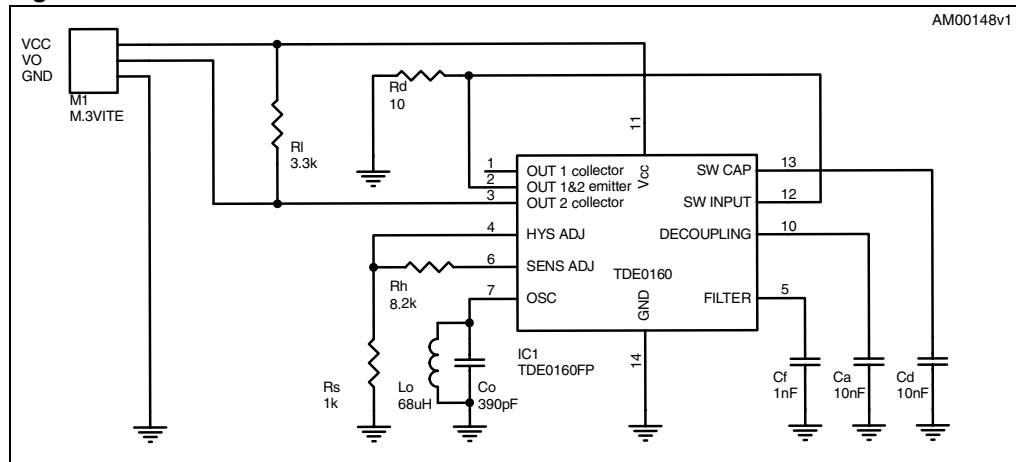 AM00148v1
VCC
VO
GND
M1
M.3VITE
Rl
3.3k
Rd
10
11
Vcc
1
OUT 1 collector
2
OUT 1&2 emitter
3
OUT 2 collector
4
HYS ADJ
6
SENS ADJ
7
OSC
SW CAP
13
SW INPUT
12
DECOUPLING
10
FILTER
5
TDE0160
GND
14
IC1
TDE0160FP
Rh
8.2k
Rs
1k
Lo
68uH
Co
390pF
Cf
1nF
Ca
10nF
Cd
10nF